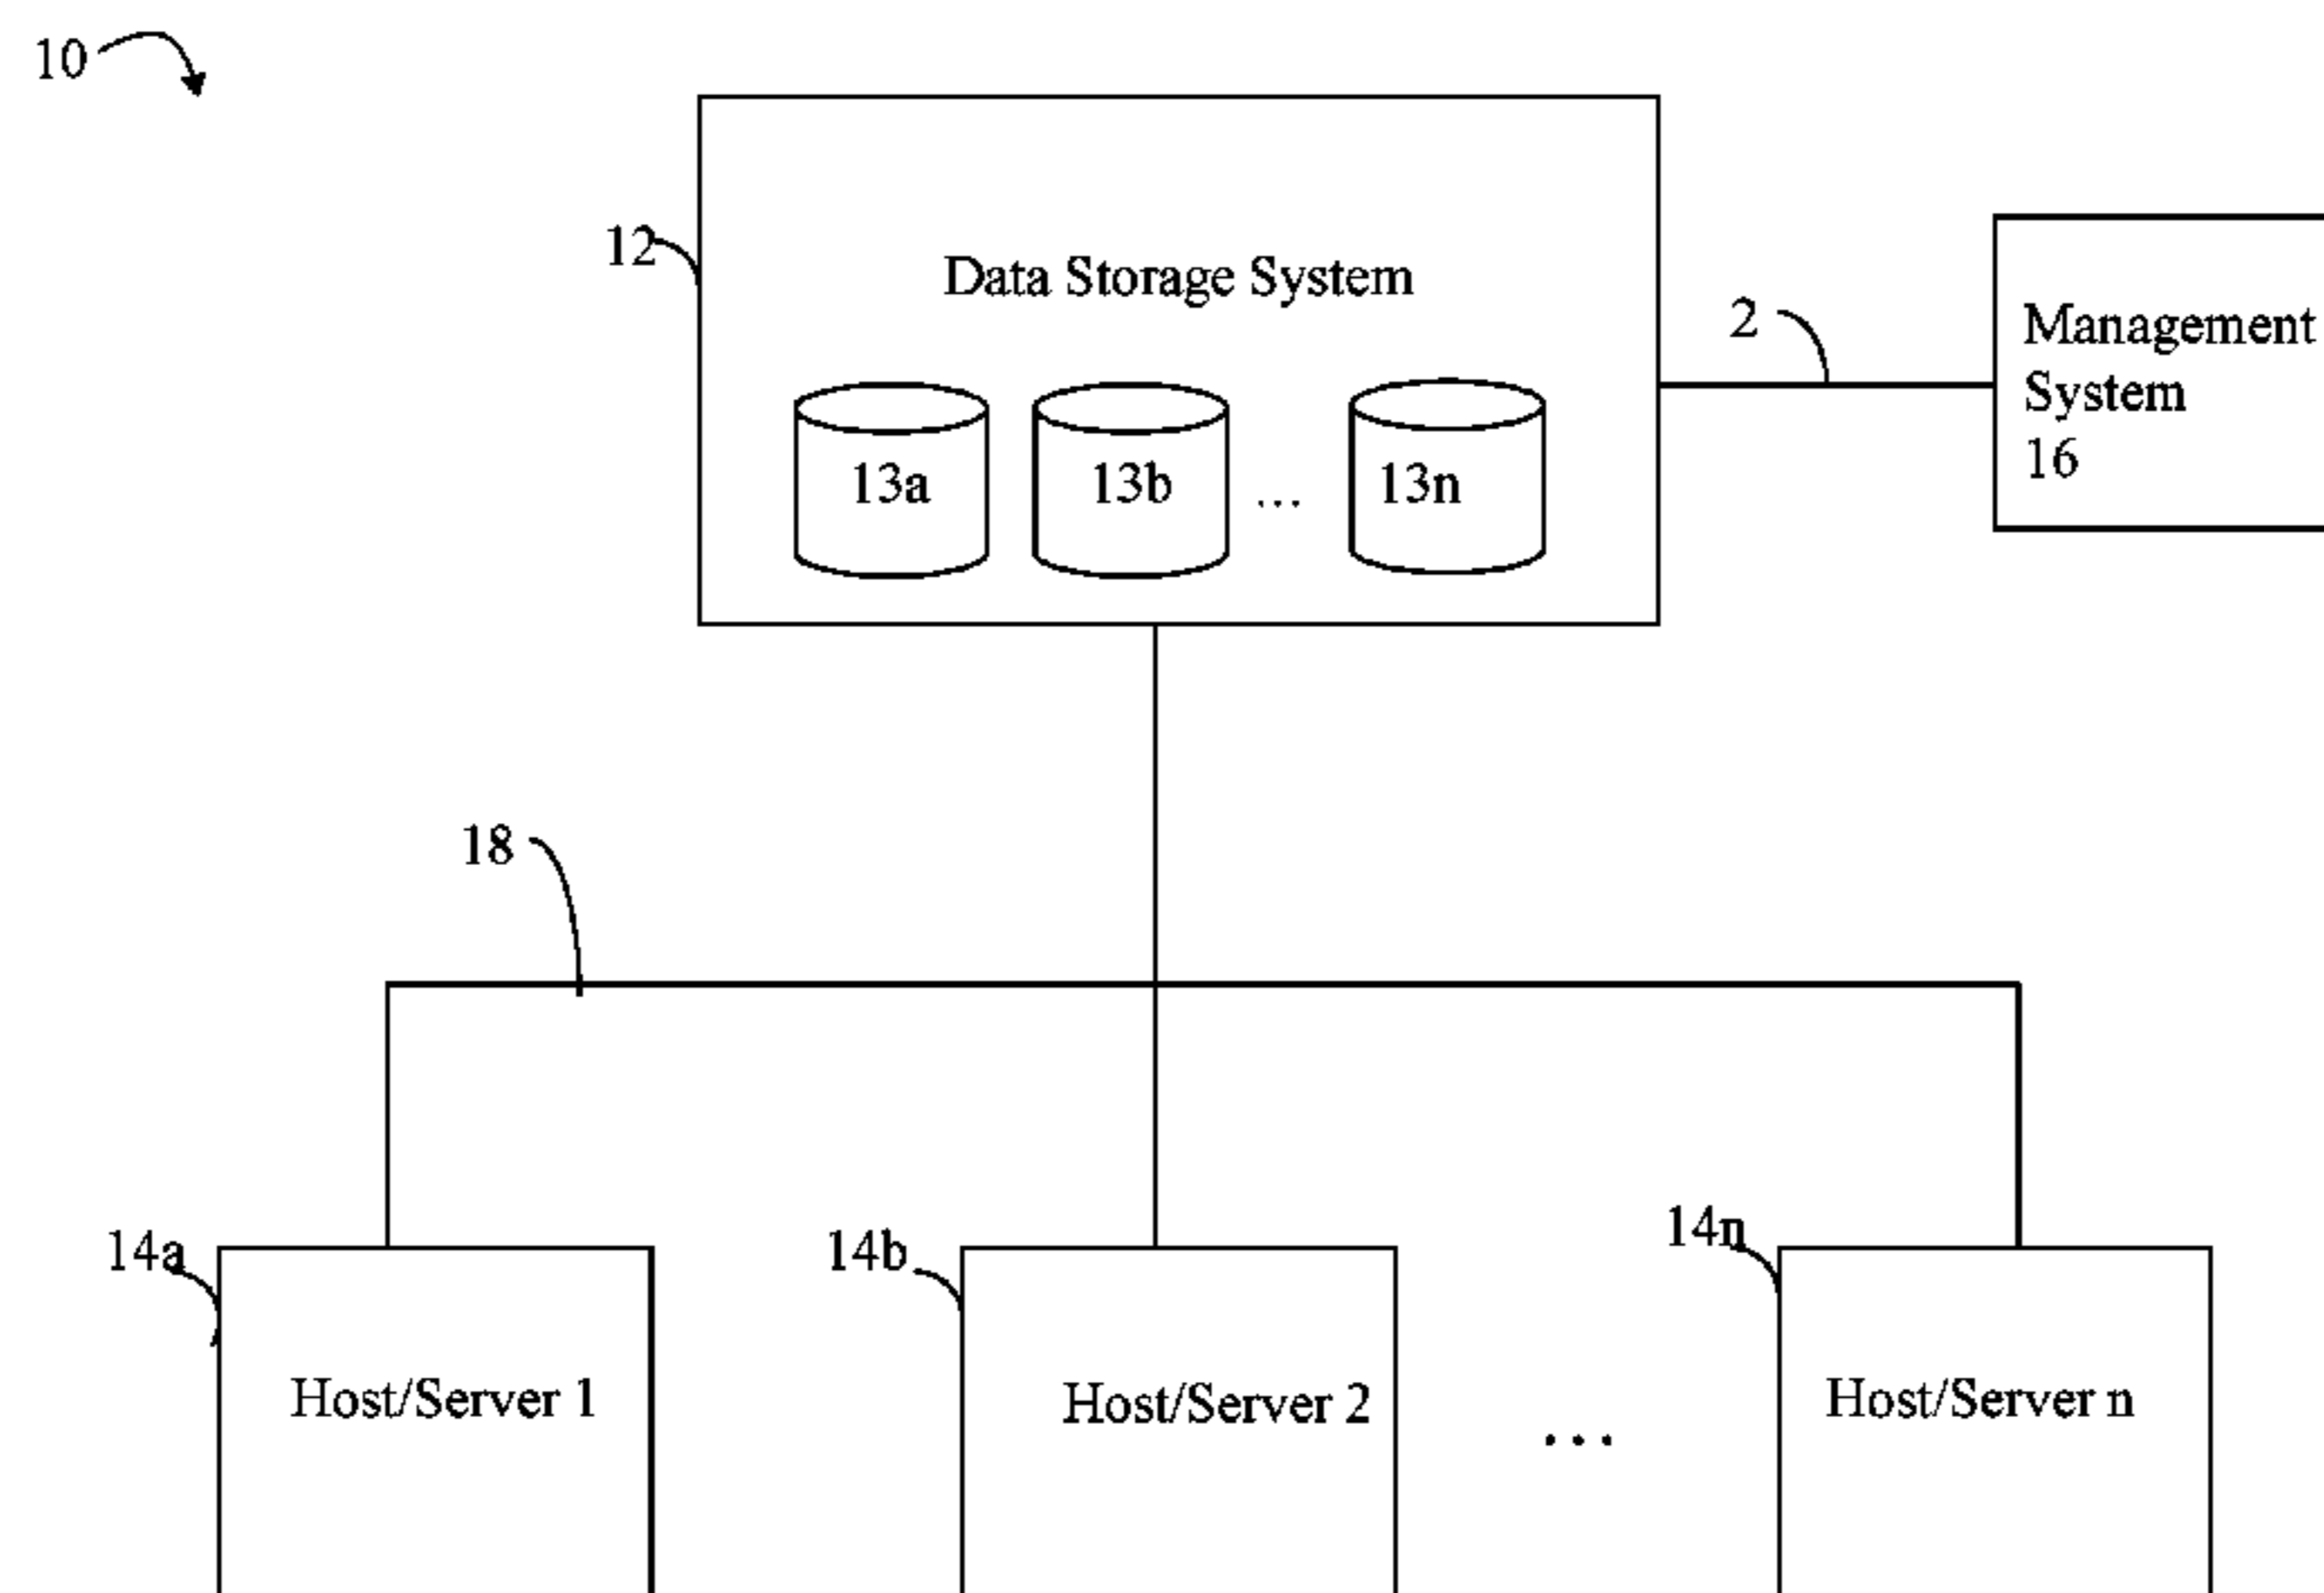 10
12
Data Storage System
2
Management
System
16
13a
13b
...
13n
18
14a
14b
14n
Host/Server 1
Host/Server 2
...
Host/Server n